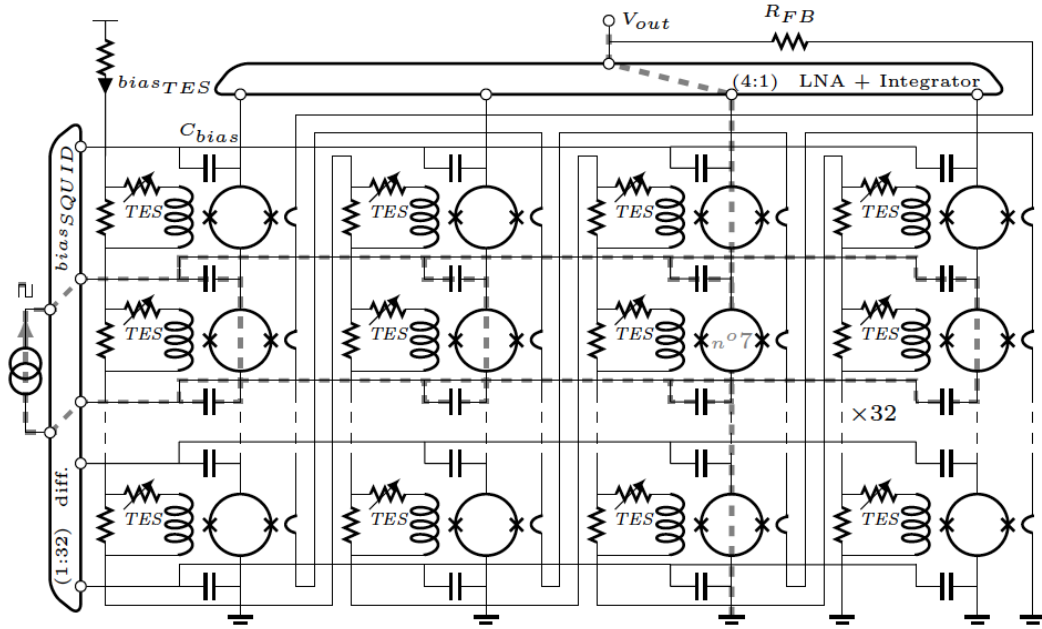 V_out
R_FB
bias_TES
(4:1) LNA + Integrator
C_bias
bias_SQUID
TES
TES
TES
TES
TES
TES
TES
TES
n°7
×32
(1:32) diff.
TES
TES
TES
TES